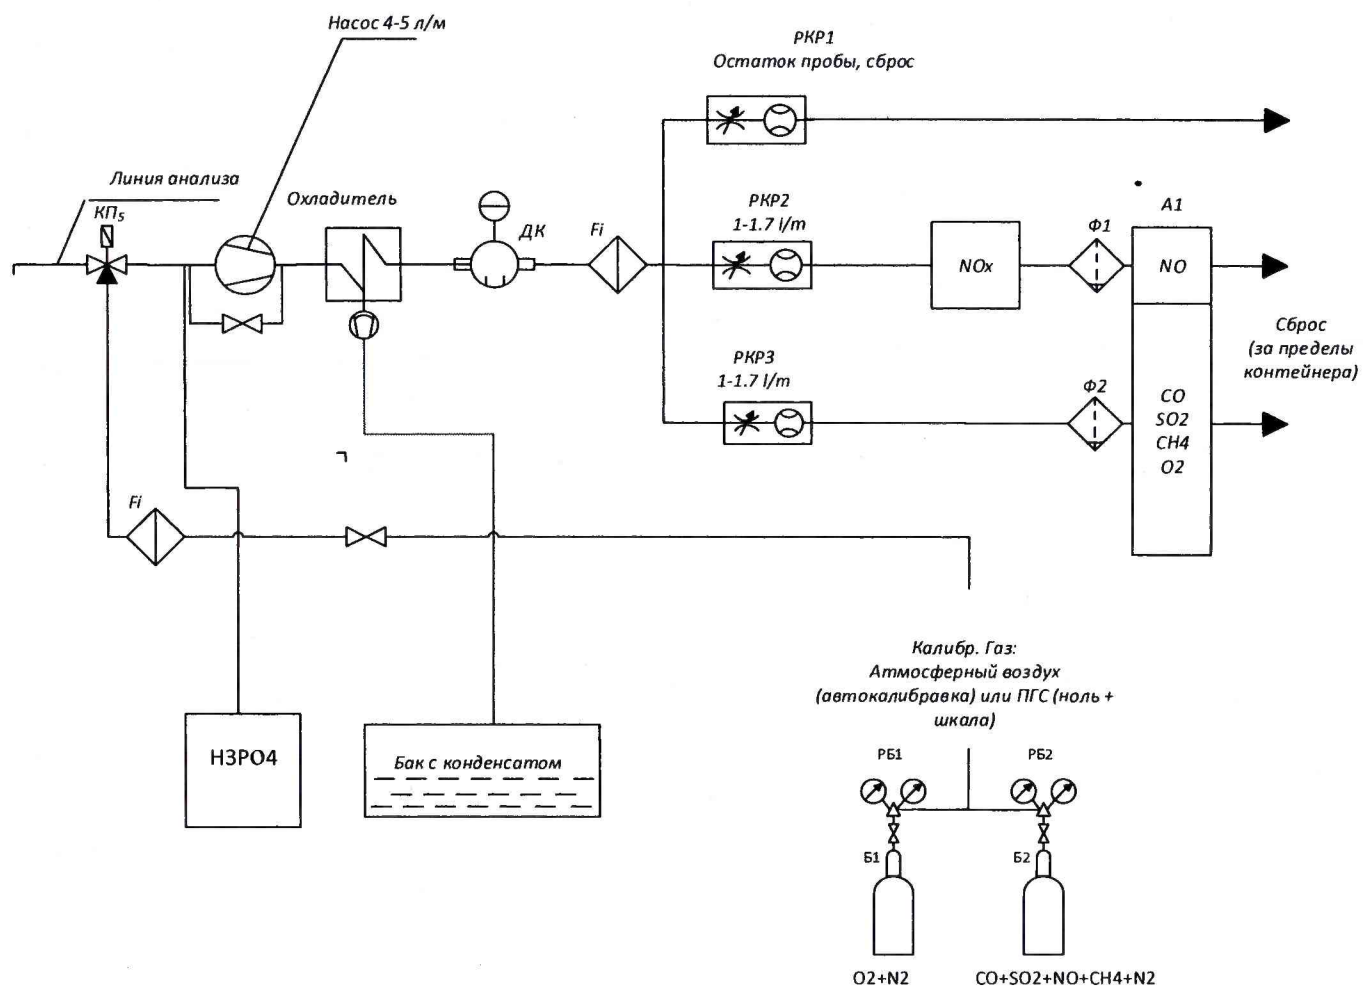 Насос 4-5 л/м
РКР1
Остаток пробы, сброс
Линия анализа
КП5
Охладитель
ДК
Fi
РКР2
1-1.7 l/m
NOx
Ф1
A1
NO
Сброс
(за пределы
контейнера)
РКР3
1-1.7 l/m
Ф2
CO
SO2
CH4
O2
Fi
Калибр. Газ:
Атмосферный воздух
(автокалибравка) или ПГС (ноль +
шкала)
H3PO4
Бак с конденсатом
РБ1
РБ2
Б1
Б2
O2+N2
CO+SO2+NO+CH4+N2